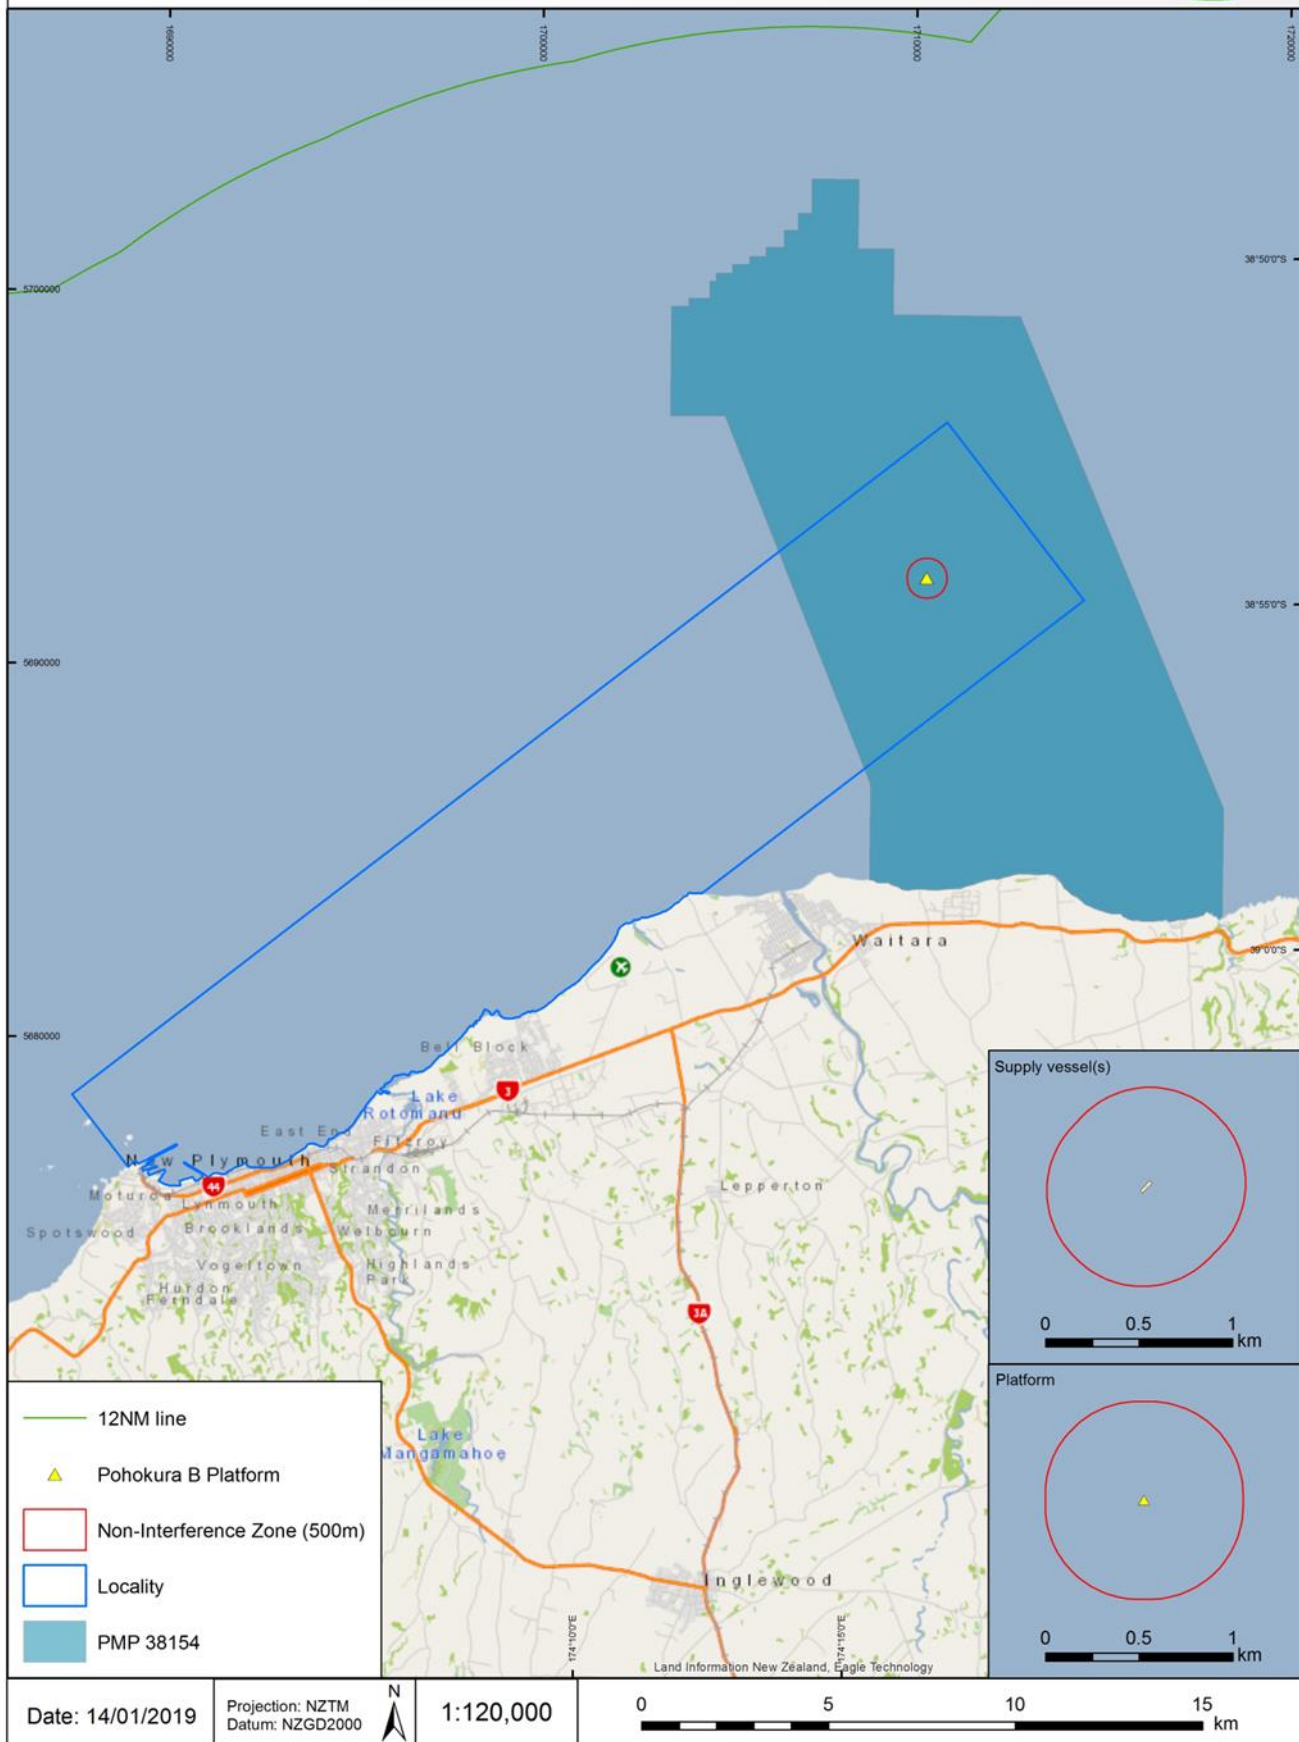 1690000
1700000
1710000
1720000
38°50'0"S
5700000
38°55'0"S
5690000
Waitara
39°0'0"S
5680000
Bell Block
3
Lake
Rotomanu
East End
Fitzroy
New Plymouth
Strandon
44
Moturoa
Lynmouth
Merrilands
Spotswood
Brooklands
Welbourn
Vogeltown
Highlands
Park
Hurdon
Ferndale
Lepperton
3A
Lake
Mangamahoe
Inglewood
174°10'0"E
174°15'0"E
Land Information New Zealand, Eagle Technology
Supply vessel(s)
0 0.5 1
km
Platform
0 0.5 1
km
12NM line
Pohokura B Platform
Non-Interference Zone (500m)
Locality
PMP 38154
Date: 14/01/2019
Projection: NZTM
Datum: NZGD2000
N
1:120,000
0 5 10 15
km